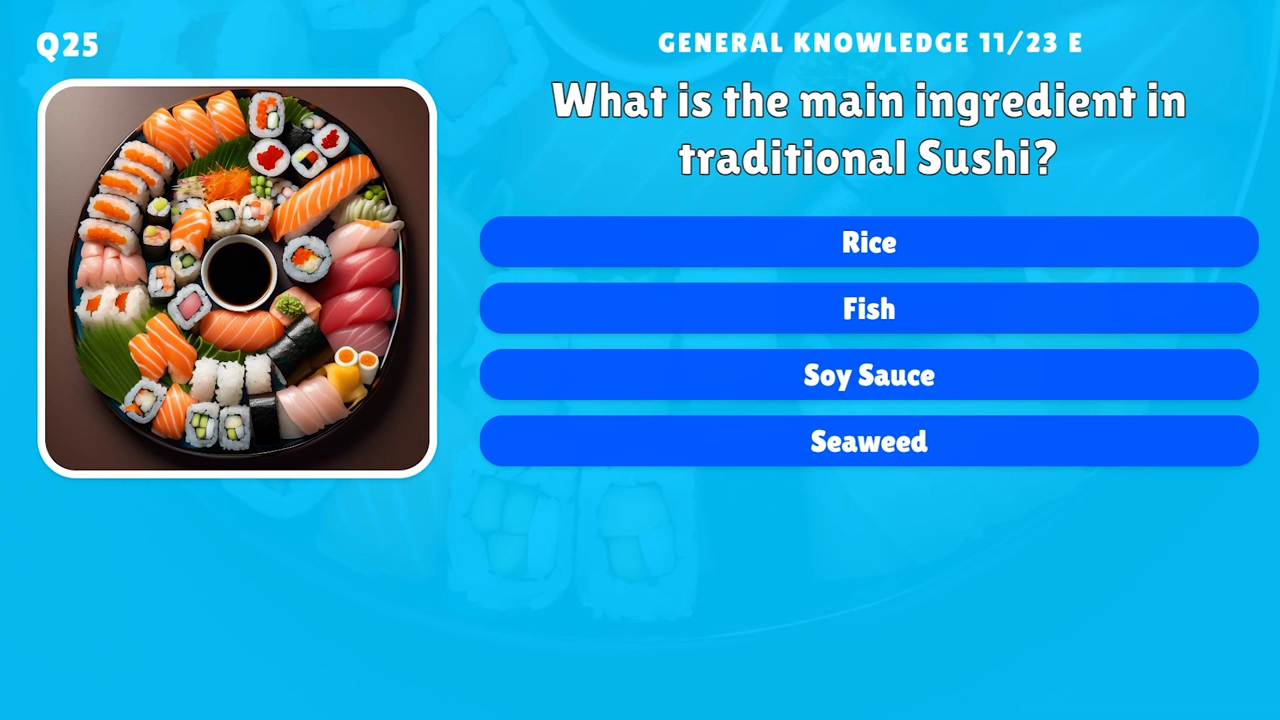 Q25
GENERAL KNOWLEDGE 11/23 E
What is the main ingredient in
traditional Sushi?
Rice
Fish
Soy Sauce
Seaweed